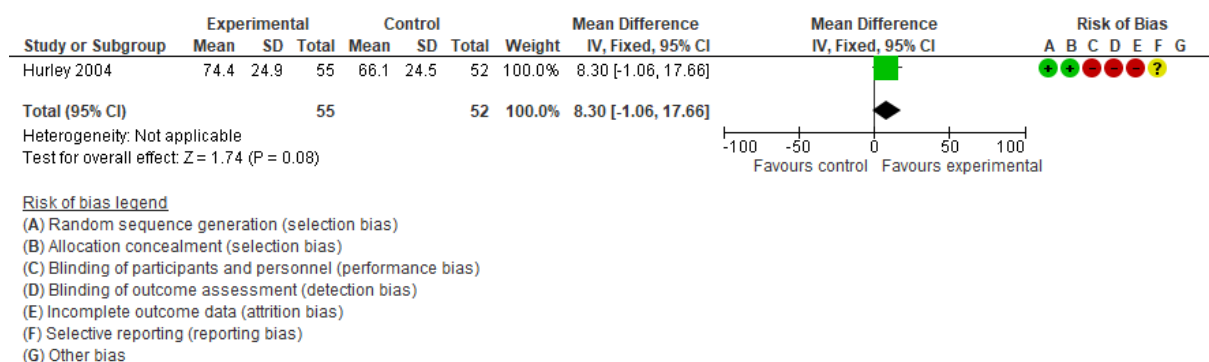 Experimental Control Mean Difference Mean Difference Risk of Bias
Study or Subgroup Mean SD Total Mean SD Total Weight IV, Fixed, 95% CI IV, Fixed, 95% CI A B C D E F G
Hurley 2004 74.4 24.9 55 66.1 24.5 52 100.0% 8.30 [-1.06, 17.66] + + - - - ?
Total (95% CI) 55 52 100.0% 8.30 [-1.06, 17.66]
Heterogeneity: Not applicable
Test for overall effect: Z = 1.74 (P = 0.08)
-100 -50 0 50 100
Favours control Favours experimental
Risk of bias legend
(A) Random sequence generation (selection bias)
(B) Allocation concealment (selection bias)
(C) Blinding of participants and personnel (performance bias)
(D) Blinding of outcome assessment (detection bias)
(E) Incomplete outcome data (attrition bias)
(F) Selective reporting (reporting bias)
(G) Other bias